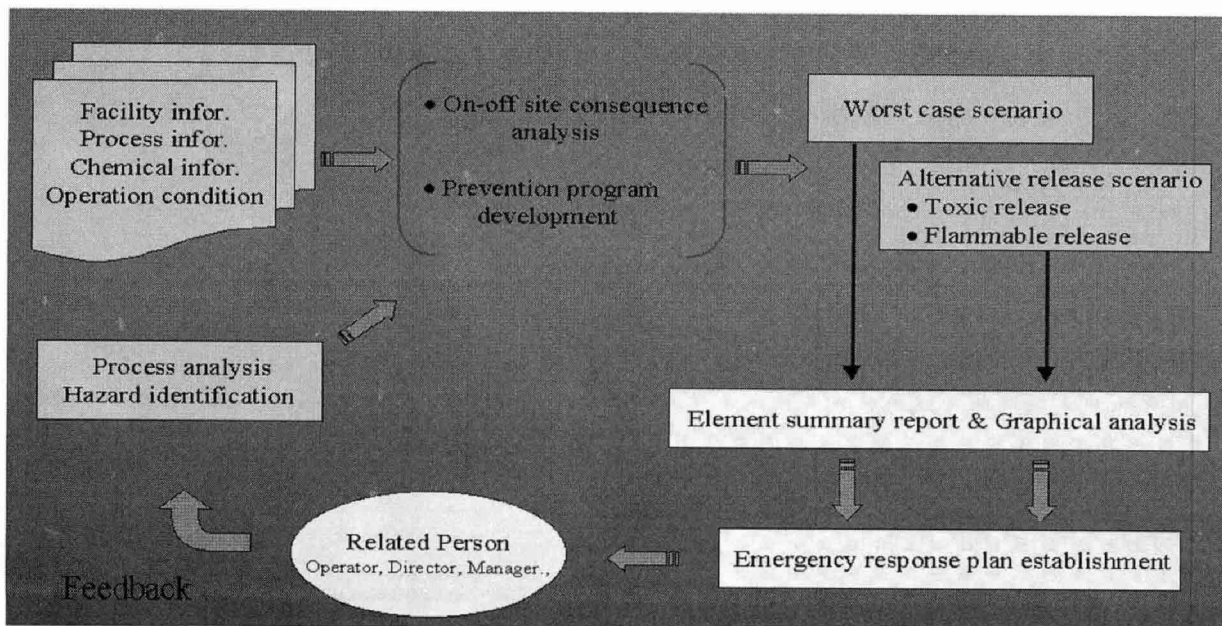 Facility infor.
Process infor.
Chemical infor.
Operation condition
● On-off site consequence
analysis
● Prevention program
development
Worst case scenario
Alternative release scenario
● Toxic release
● Flammable release
Process analysis
Hazard identification
Element summary report & Graphical analysis
Related Person
Operator, Director, Manager.,
Emergency response plan establishment
Feedback